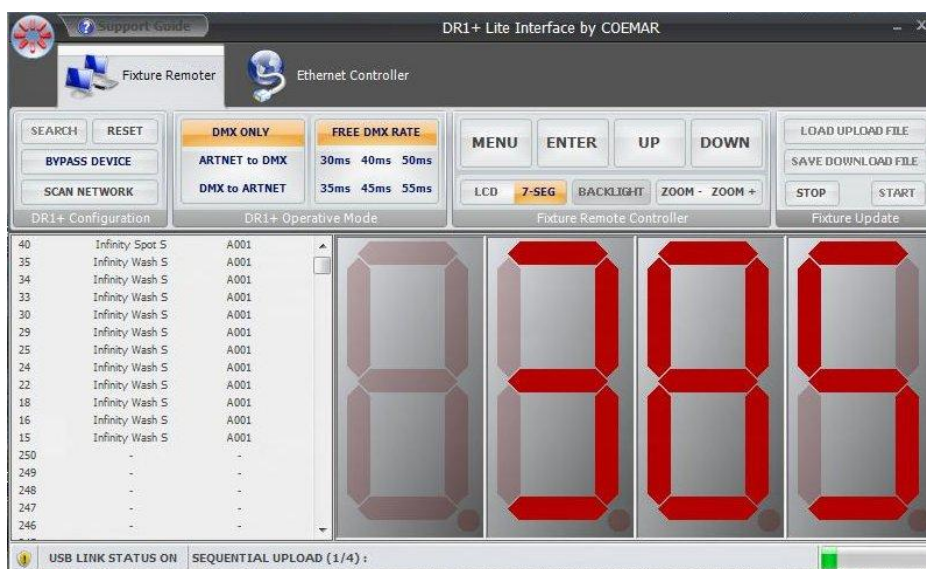 Support Guide
DR1+ Lite Interface by COEMAR
Fixture Remoter
Ethernet Controller
SEARCH RESET
BYPASS DEVICE
SCAN NETWORK
DR1+ Configuration
DMX ONLY
ARTNET to DMX
DMX to ARTNET
FREE DMX RATE
30ms 40ms 50ms
35ms 45ms 55ms
DR1+ Operative Mode
MENU ENTER UP DOWN
LCD 7-SEG BACKLIGHT ZOOM - ZOOM +
Fixture Remote Controller
LOAD UPLOAD FILE
SAVE DOWNLOAD FILE
STOP START
Fixture Update
40 Infinity Spot S A001
35 Infinity Wash S A001
34 Infinity Wash S A001
33 Infinity Wash S A001
30 Infinity Wash S A001
29 Infinity Wash S A001
25 Infinity Wash S A001
24 Infinity Wash S A001
22 Infinity Wash S A001
18 Infinity Wash S A001
16 Infinity Wash S A001
15 Infinity Wash S A001
250 - -
249 - -
248 - -
247 - -
246 - -
385
USB LINK STATUS ON SEQUENTIAL UPLOAD (1/4) :